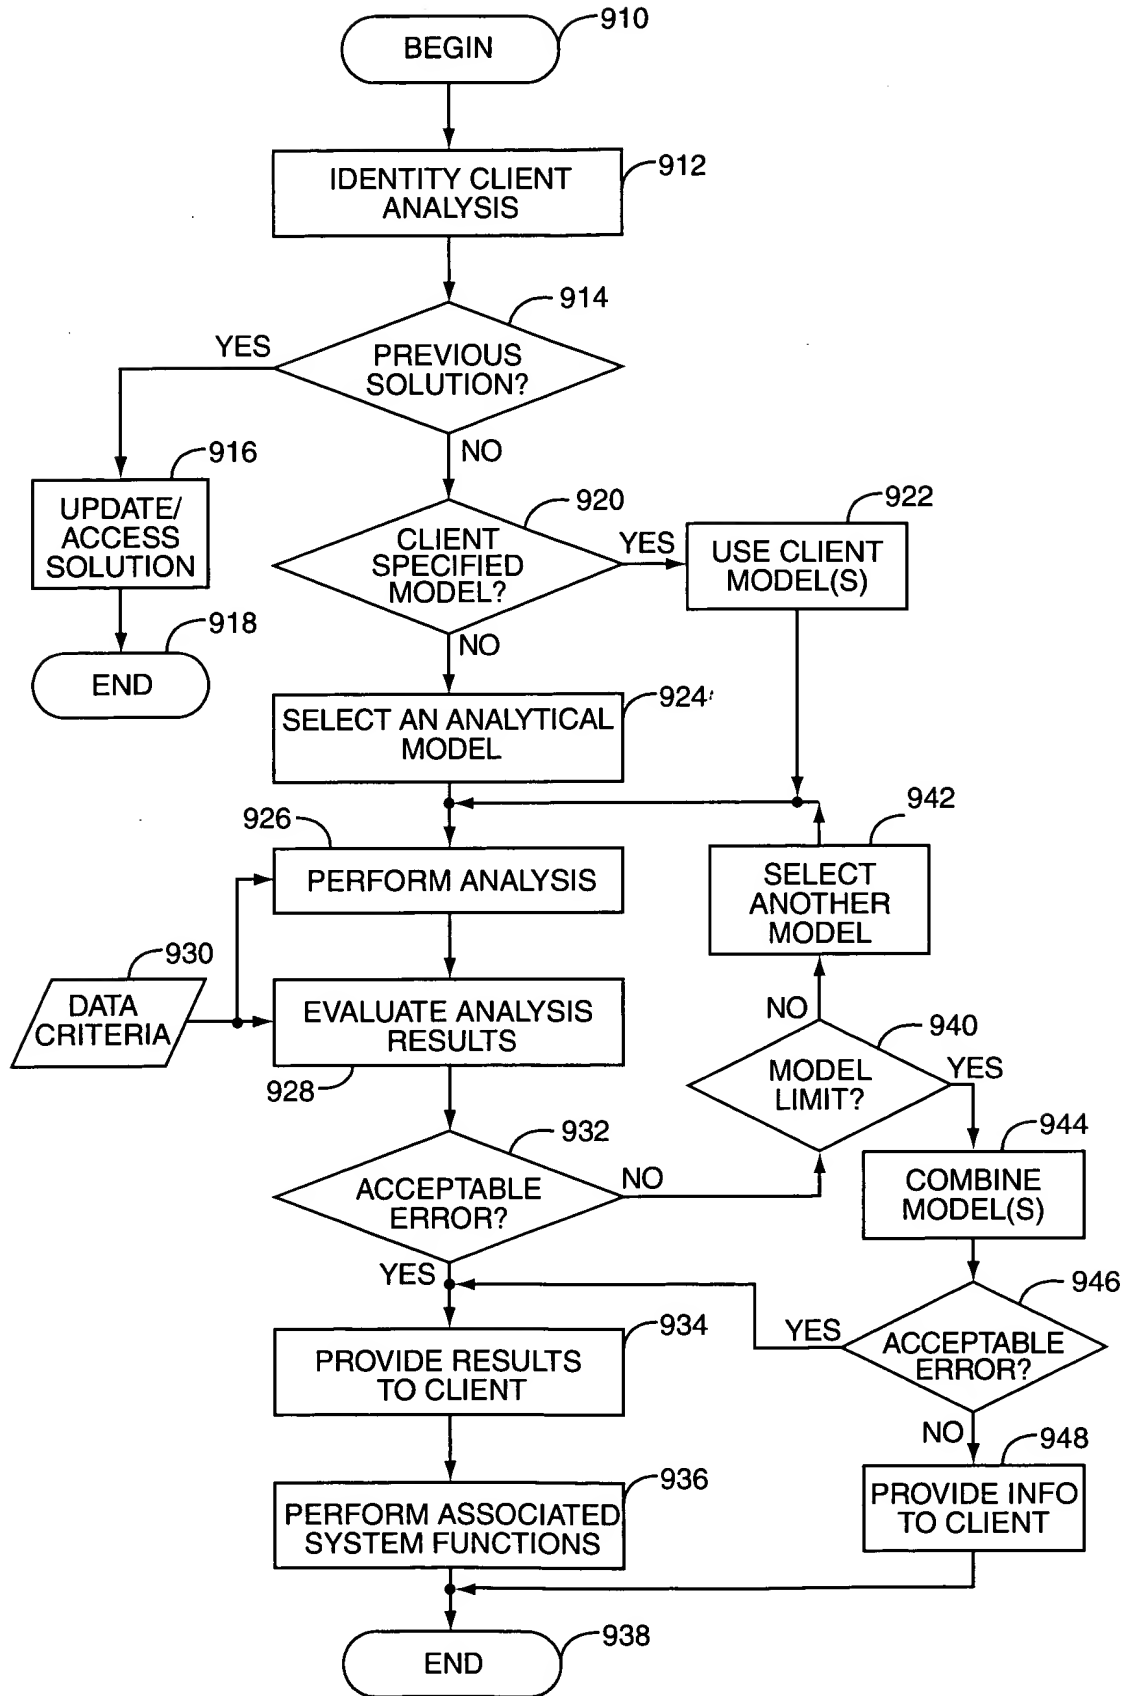 910
BEGIN
912
IDENTITY CLIENT
ANALYSIS
914
YES
PREVIOUS
SOLUTION?
NO
916
UPDATE/
ACCESS
SOLUTION
918
END
920
CLIENT
SPECIFIED
MODEL?
YES
NO
922
USE CLIENT
MODEL(S)
924
SELECT AN ANALYTICAL
MODEL
926
PERFORM ANALYSIS
942
SELECT
ANOTHER
MODEL
930
DATA
CRITERIA
EVALUATE ANALYSIS
RESULTS
928
NO
940
MODEL
LIMIT?
YES
932
ACCEPTABLE
ERROR?
NO
YES
944
COMBINE
MODEL(S)
946
ACCEPTABLE
ERROR?
YES
NO
934
PROVIDE RESULTS
TO CLIENT
948
PROVIDE INFO
TO CLIENT
936
PERFORM ASSOCIATED
SYSTEM FUNCTIONS
938
END